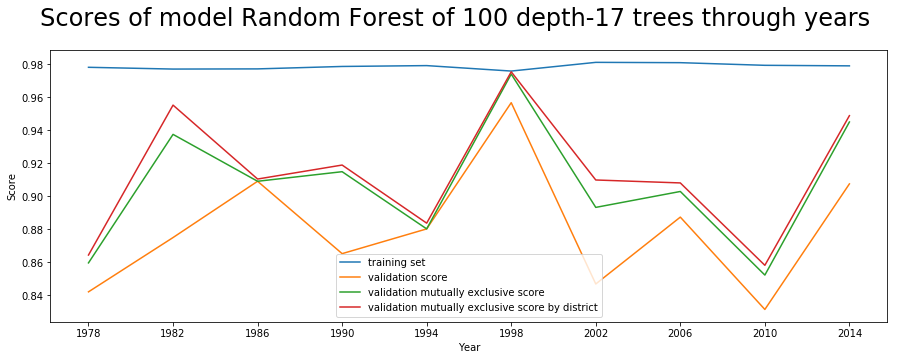 Scores of model Random Forest of 100 depth-17 trees through years
0.98
0.96
0.94
0.92
0.90
0.88
0.86
0.84
Score
training set
validation score
validation mutually exclusive score
validation mutually exclusive score by district
1978 1982 1986 1990 1994 1998 2002 2006 2010 2014
Year